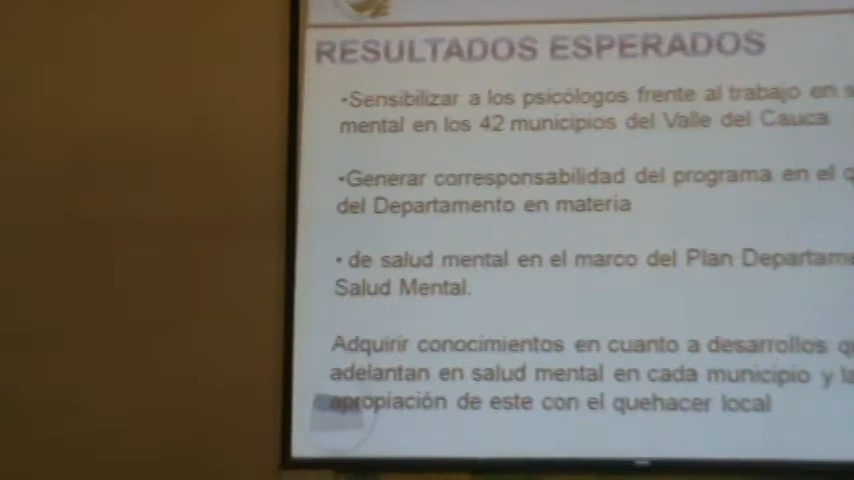 RESULTADOS ESPERADOS
•Sensibilizar a los psicólogos frente al trabajo en
mental en los 42 municipios del Valle del Cauca
•Generar corresponsabilidad del programa en el
del Departamento en materia
• de salud mental en el marco del Plan Departame
Salud Mental.
Adquirir conocimientos en cuanto a desarrollos
adelantan en salud mental en cada municipio y la
apropiación de este con el quehacer local